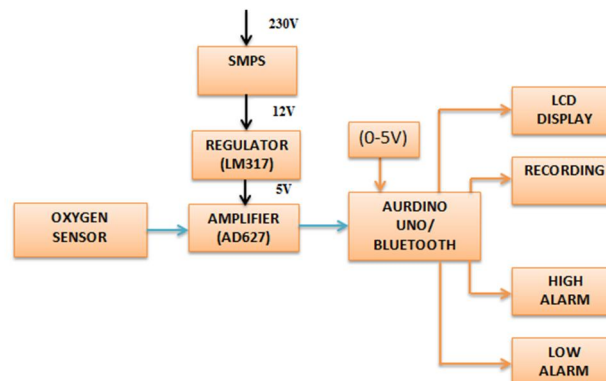 230V
SMPS
12V
REGULATOR
(LM317)
5V
OXYGEN
SENSOR
AMPLIFIER
(AD627)
(0-5V)
AURDINO
UNO/
BLUETOOTH
LCD
DISPLAY
RECORDING
HIGH
ALARM
LOW
ALARM